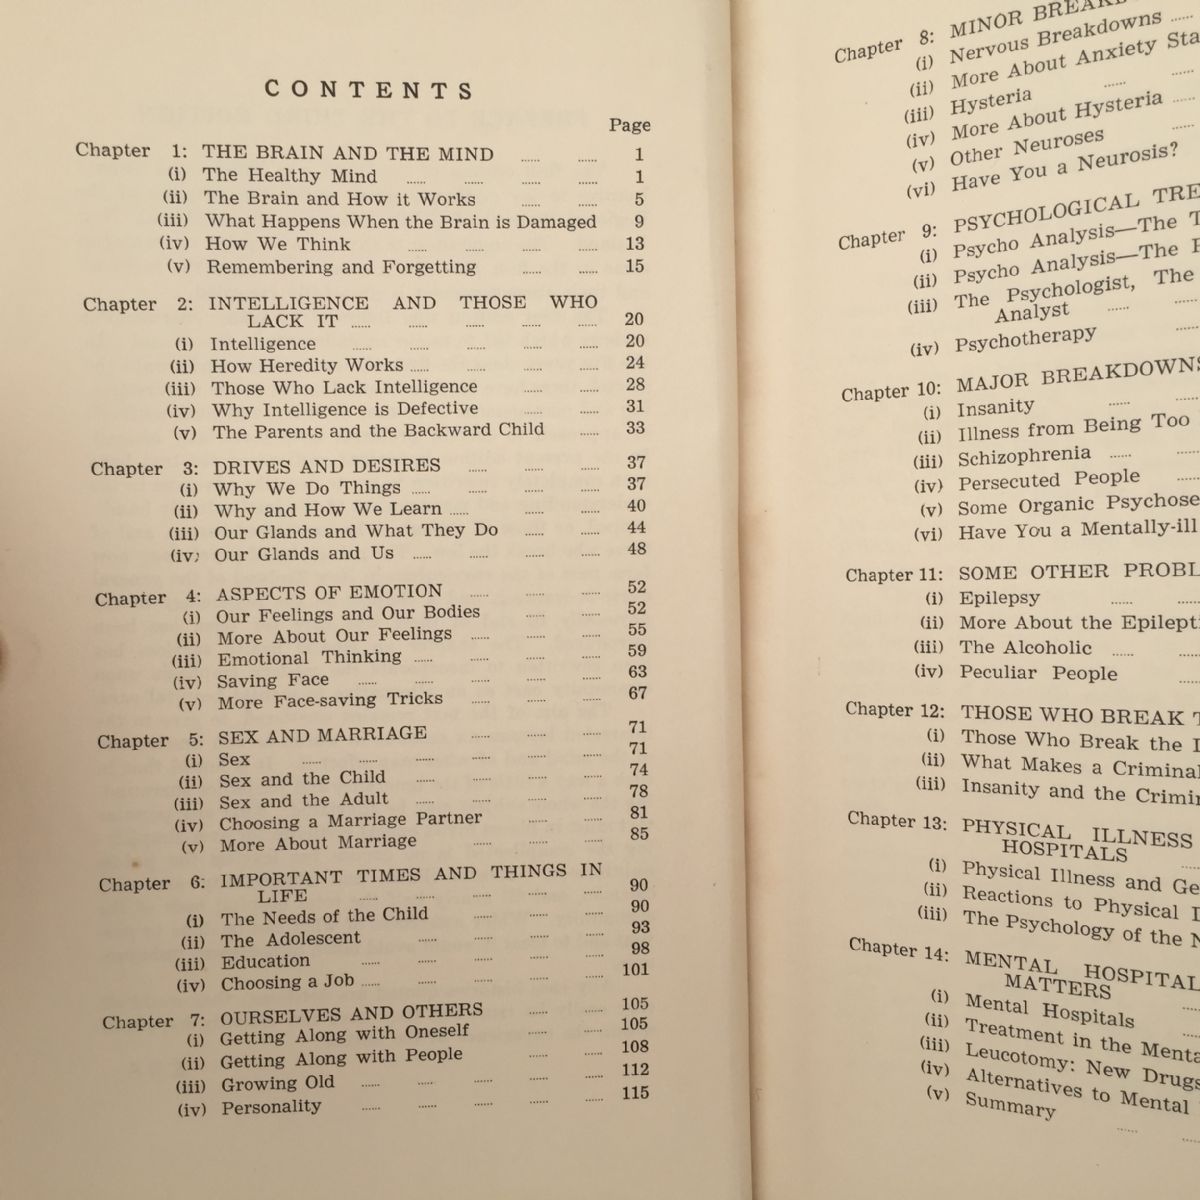 CONTENTS
Page
Chapter 1: THE BRAIN AND THE MIND ...... ...... 1
(i) The Healthy Mind ...... ...... ...... ...... 1
(ii) The Brain and How it Works ...... ...... 5
(iii) What Happens When the Brain is Damaged 9
(iv) How We Think ...... ...... ...... ...... 13
(v) Remembering and Forgetting ...... ...... 15
Chapter 2: INTELLIGENCE AND THOSE WHO
LACK IT ...... ...... ...... ...... ...... 20
(i) Intelligence ...... ...... ...... ...... ...... 20
(ii) How Heredity Works ...... ...... ...... ...... 24
(iii) Those Who Lack Intelligence ...... ...... 28
(iv) Why Intelligence is Defective ...... ...... 31
(v) The Parents and the Backward Child ...... 33
Chapter 3: DRIVES AND DESIRES ...... ...... ...... 37
(i) Why We Do Things ...... ...... ...... ...... 37
(ii) Why and How We Learn ...... ...... ...... 40
(iii) Our Glands and What They Do ...... ...... 44
(iv) Our Glands and Us ...... ...... ...... ...... 48
Chapter 4: ASPECTS OF EMOTION ...... ...... ...... 52
(i) Our Feelings and Our Bodies ...... ...... 52
(ii) More About Our Feelings ...... ...... ...... 55
(iii) Emotional Thinking ...... ...... ...... ...... 59
(iv) Saving Face ...... ...... ...... ...... ...... 63
(v) More Face-saving Tricks ...... ...... ...... 67
Chapter 5: SEX AND MARRIAGE ...... ...... ...... 71
(i) Sex ...... ...... ...... ...... ...... ...... 71
(ii) Sex and the Child ...... ...... ...... ...... 74
(iii) Sex and the Adult ...... ...... ...... ...... 78
(iv) Choosing a Marriage Partner ...... ...... 81
(v) More About Marriage ...... ...... ...... 85
Chapter 6: IMPORTANT TIMES AND THINGS IN
LIFE ...... ...... ...... ...... ...... 90
(i) The Needs of the Child ...... ...... ...... 90
(ii) The Adolescent ...... ...... ...... ...... 93
(iii) Education ...... ...... ...... ...... ...... 98
(iv) Choosing a Job ...... ...... ...... ...... ...... 101
Chapter 7: OURSELVES AND OTHERS ...... ...... 105
(i) Getting Along with Oneself ...... ...... 105
(ii) Getting Along with People ...... ...... 108
(iii) Growing Old ...... ...... ...... ...... ...... 112
(iv) Personality ...... ...... ...... ...... ...... 115
Chapter 8: MINOR
(i) Nervous Breakdowns ......
(ii) More About Anxiety Sta
(iii) Hysteria ...... ......
(iv) More About Hysteria ......
(v) Other Neuroses ......
(vi) Have You a Neurosis?
Chapter 9: PSYCHOLOGICAL TRE
(i) Psycho Analysis—The T
(ii) Psycho Analysis—The
(iii) The Psychologist, The
Analyst ...... ......
(iv) Psychotherapy ......
Chapter 10: MAJOR BREAKDOWNS
(i) Insanity ...... ......
(ii) Illness from Being Too
(iii) Schizophrenia ...... ......
(iv) Persecuted People ......
(v) Some Organic Psychose
(vi) Have You a Mentally-ill
Chapter 11: SOME OTHER PROBL
(i) Epilepsy ...... ......
(ii) More About the Epilept
(iii) The Alcoholic ...... ......
(iv) Peculiar People ......
Chapter 12: THOSE WHO BREAK T
(i) Those Who Break the L
(ii) What Makes a Criminal
(iii) Insanity and the Crimin
Chapter 13: PHYSICAL ILLNESS
HOSPITALS ......
(i) Physical Illness and Ge
(ii) Reactions to Physical I
(iii) The Psychology of the N
Chapter 14: MENTAL HOSPITAL
MATTERS ......
(i) Mental Hospitals ......
(ii) Treatment in the Menta
(iii) Leucotomy: New Drugs
(iv) Alternatives to Mental
(v) Summary ...... ......